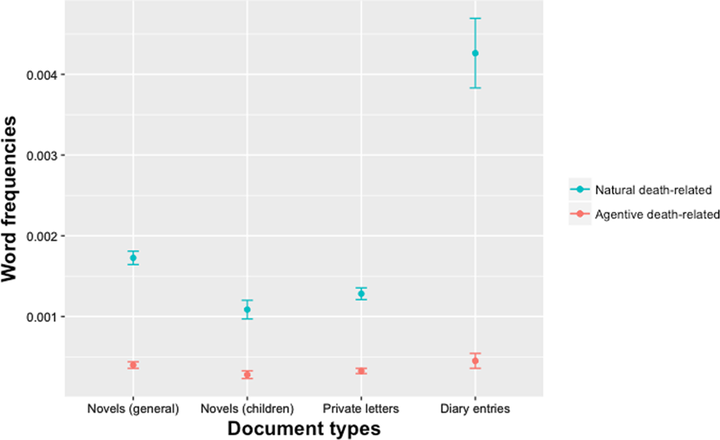 Word frequencies
0.004
0.003
0.002
0.001
Novels (general)
Novels (children)
Private letters
Diary entries
Document types
Natural death-related
Agentive death-related